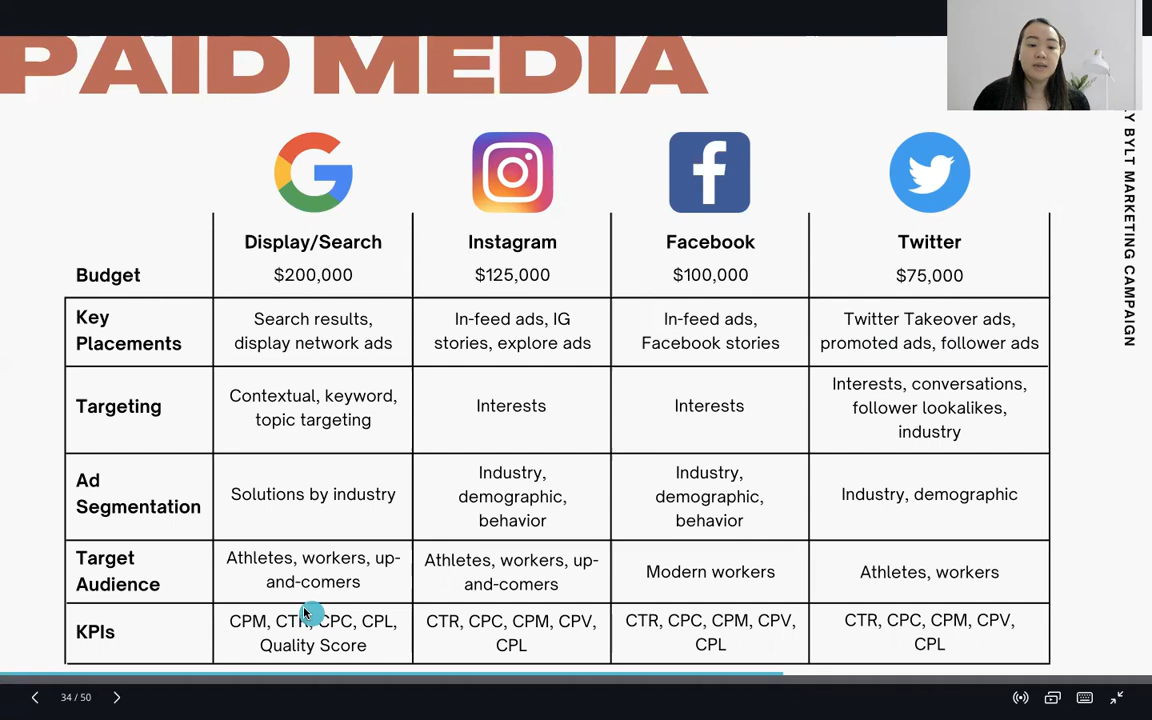 PAID MEDIA
Y BYLT MARKETING CAMPAIGN
Display/Search
Instagram
Facebook
Twitter
Budget
$200,000
$125,000
$100,000
$75,000
Key
Placements
Search results,
display network ads
In-feed ads, IG
stories, explore ads
In-feed ads,
Facebook stories
Twitter Takeover ads,
promoted ads, follower ads
Targeting
Contextual, keyword,
topic targeting
Interests
Interests
Interests, conversations,
follower lookalikes,
industry
Ad
Segmentation
Solutions by industry
Industry,
demographic,
behavior
Industry,
demographic,
behavior
Industry, demographic
Target
Audience
Athletes, workers, up-
and-comers
Athletes, workers, up-
and-comers
Modern workers
Athletes, workers
KPIs
CPM, CTR, CPC, CPL,
Quality Score
CTR, CPC, CPM, CPV,
CPL
CTR, CPC, CPM, CPV,
CPL
CTR, CPC, CPM, CPV,
CPL
34 / 50